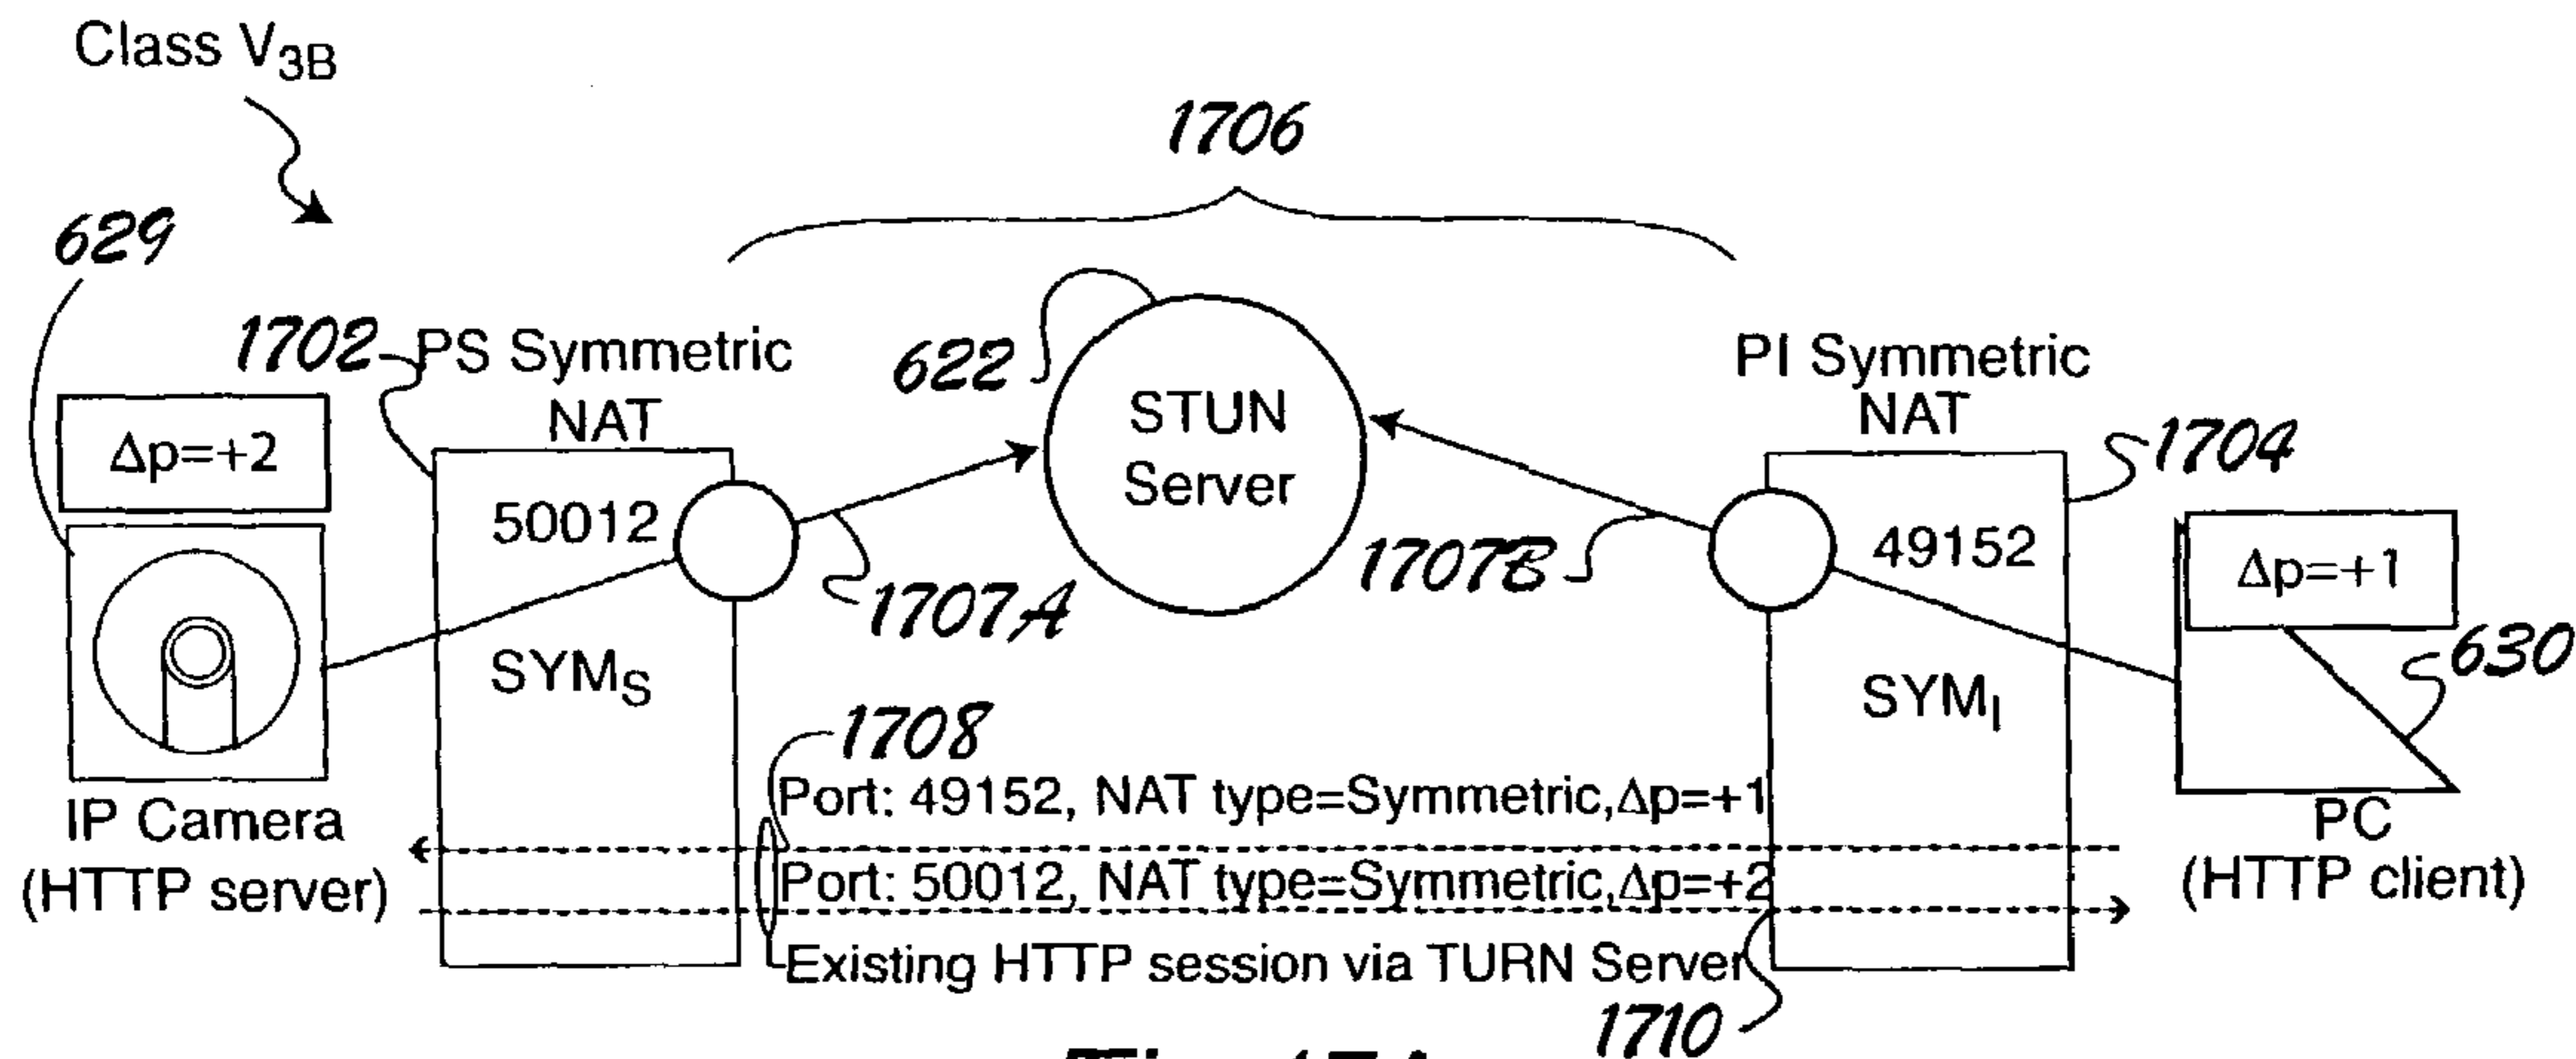 Class V3B
1706
629
1702
PS Symmetric
NAT
622
STUN
Server
PI Symmetric
NAT
1704
Δp=+2
50012
1707A
1707B
49152
Δp=+1
630
SYMS
SYMI
1708
Port: 49152, NAT type=Symmetric,Δp=+1
IP Camera
(HTTP server)
PC
(HTTP client)
Port: 50012, NAT type=Symmetric,Δp=+2
Existing HTTP session via TURN Server
1710